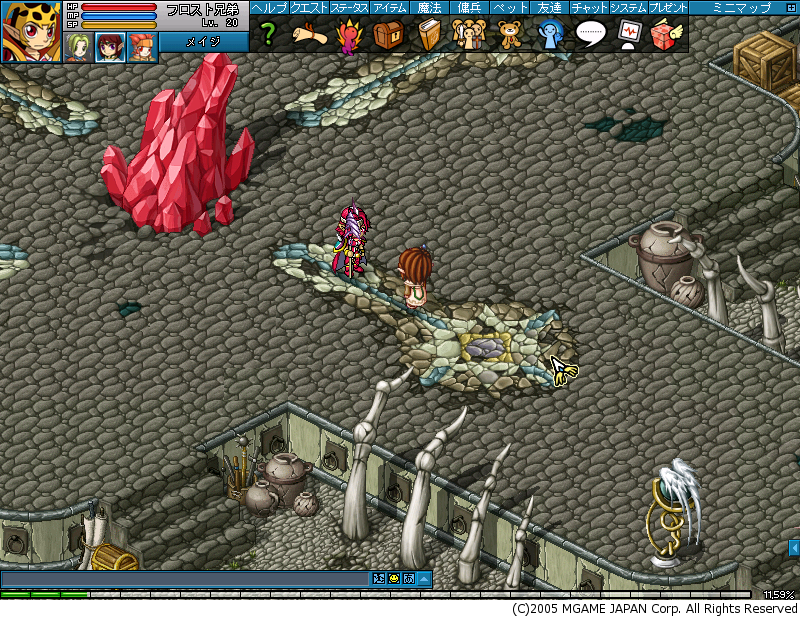 HP
MP
SP
フロスト兄弟
Lv. 20
メイジ
ヘルプ クエスト ステータス アイテム 魔法 傭兵 ペット 友達 チャット システム プレゼント ミニマップ
11.59%
(C)2005 MGAME JAPAN Corp. All Rights Reserved